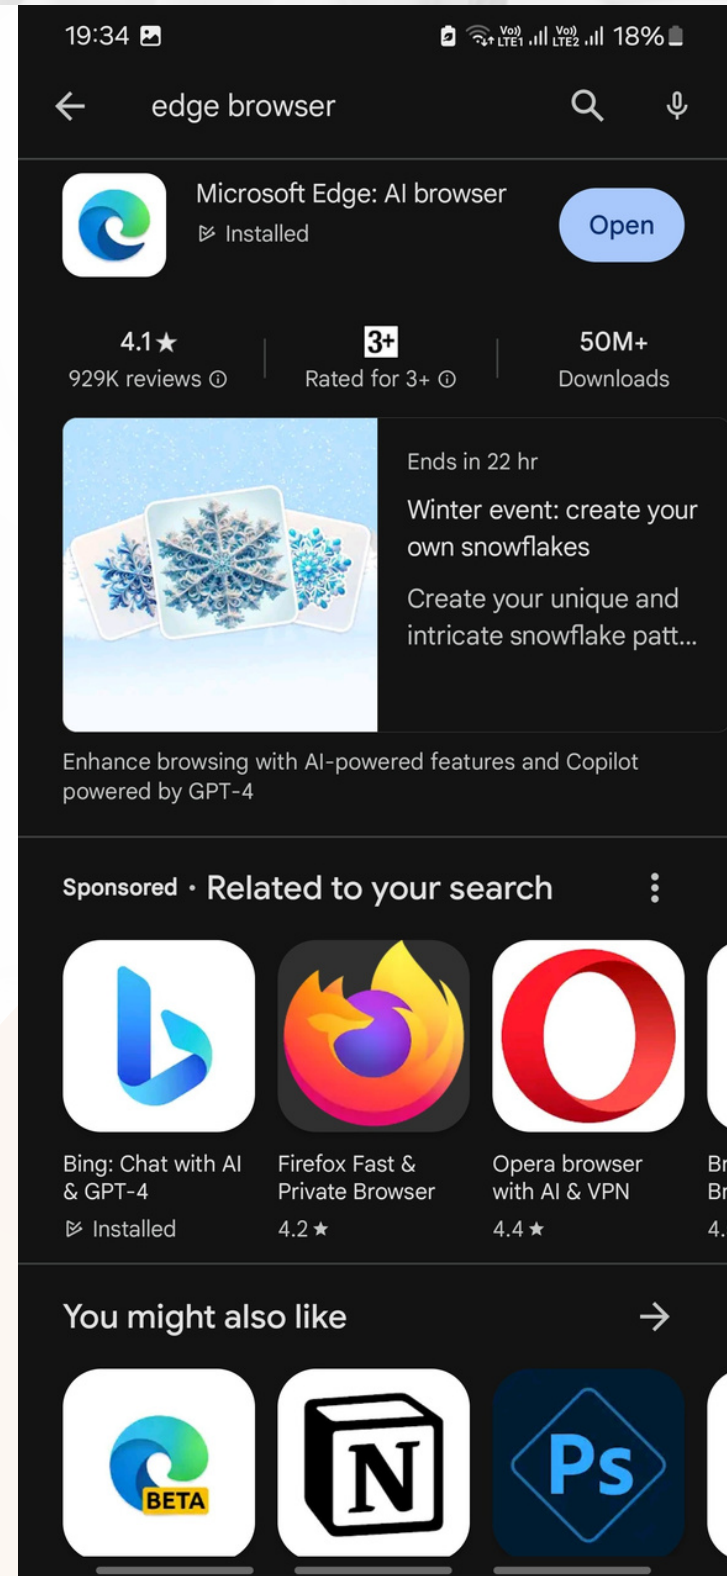 19:34 Vo)) LTE1 Vo)) LTE2 18%
edge browser
Microsoft Edge: AI browser
Installed
Open
4.1★ 3+ 50M+
929K reviews Rated for 3+ Downloads
Ends in 22 hr
Winter event: create your
own snowflakes
Create your unique and
intricate snowflake patt...
Enhance browsing with AI-powered features and Copilot
powered by GPT-4
Sponsored · Related to your search
Bing: Chat with AI
& GPT-4
Installed
Firefox Fast &
Private Browser
4.2★
Opera browser
with AI & VPN
4.4★
Br
Br
4.
You might also like
BETA
N
Ps